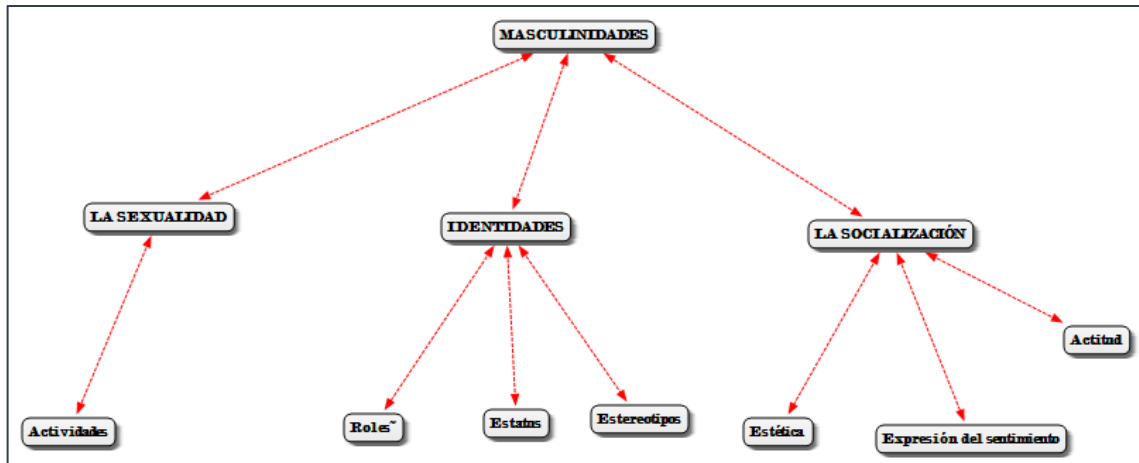 MASCULINIDADES
LA SEXUALIDAD
IDENTIDADES
LA SOCIALIZACIÓN
Actitud
Actividades
Roles~
Estatus
Estereotipos
Estética
Expresión del sentimiento